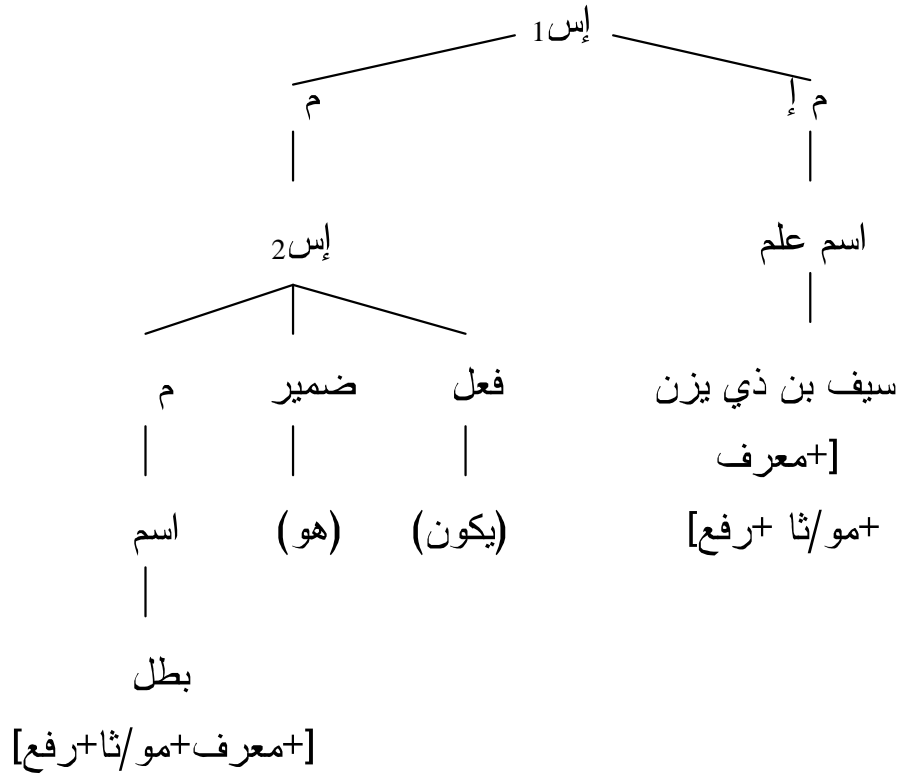 إس1
م إ م
اسم علم إس2
سيف بن ذي يزن فعل ضمير م
[+معرف
+مو/ثا +رفع] (يكون) (هو) اسم
بطل
[+معرف+مو/ثا+رفع]